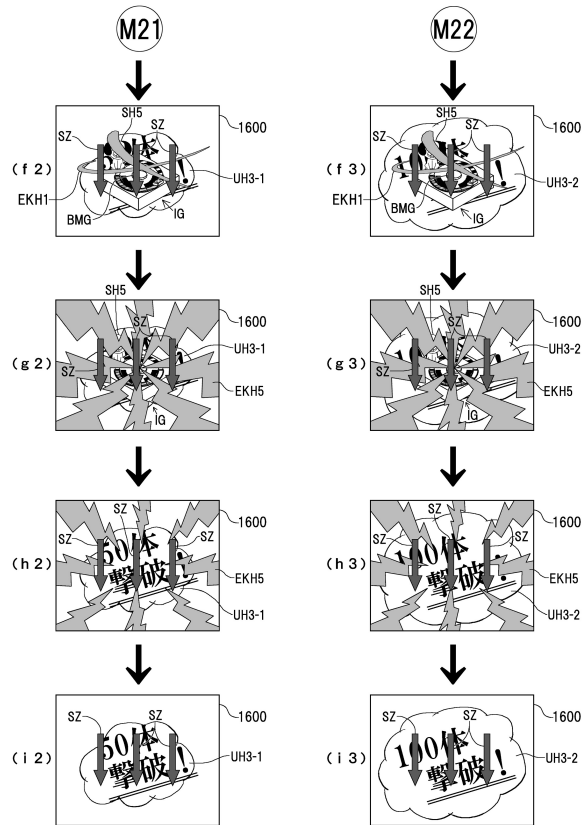 M21
M22
SH5
SZ
SZ
1600
(f2)
体
!
UH3-1
EKH1
BMG
IG
SH5
SZ
SZ
1600
(f3)
!
UH3-2
EKH1
BMG
IG
SH5
1600
SZ
(g2)
UH3-1
SZ
EKH5
IG
SH5
1600
SZ
(g3)
UH3-2
SZ
EKH5
IG
SZ
1600
SZ
SZ
(h2)
50体
撃破!
EKH5
UH3-1
SZ
1600
SZ
SZ
(h3)
100体
撃破!
EKH5
UH3-2
SZ
SZ
1600
(i2)
50体
撃破!
UH3-1
SZ
SZ
1600
(i3)
100体
撃破!
UH3-2